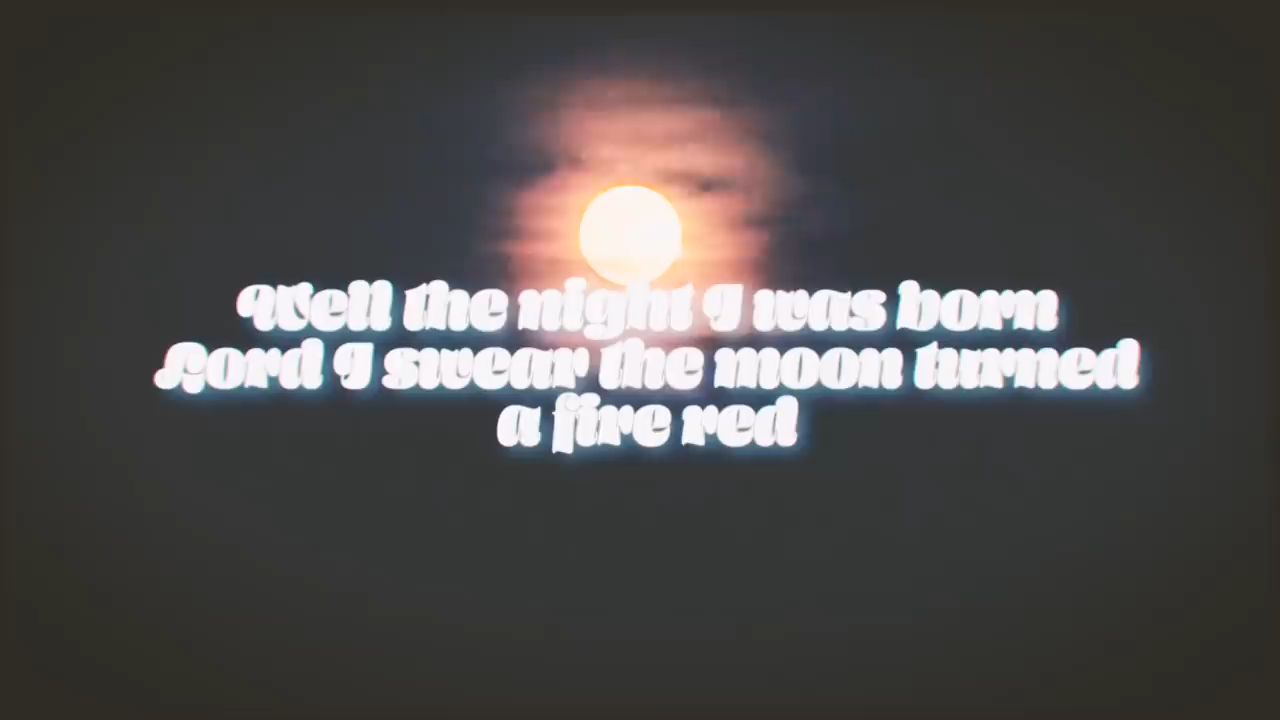 Well the night I was born
Lord I swear the moon turned
a fire red